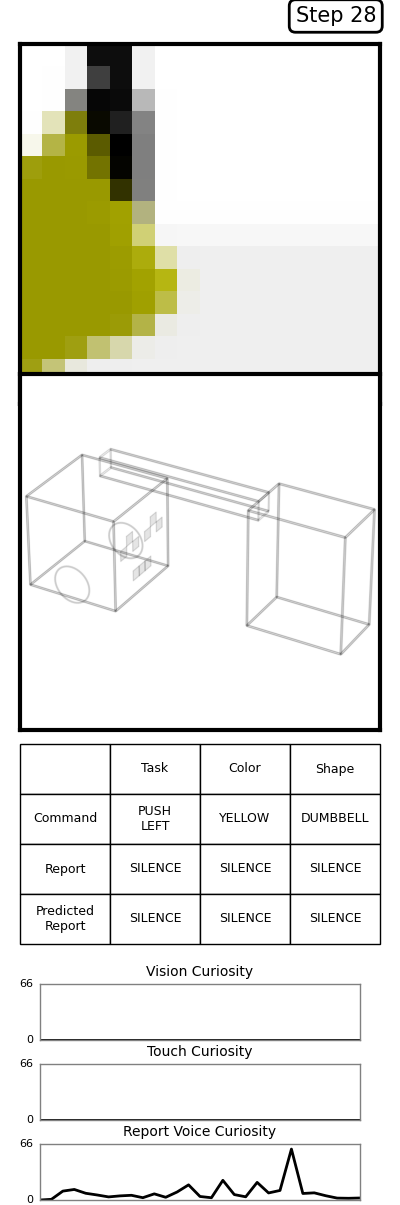 Step 28
Task Color Shape
Command PUSH LEFT YELLOW DUMBBELL
Report SILENCE SILENCE SILENCE
Predicted Report SILENCE SILENCE SILENCE
Vision Curiosity
66
0
Touch Curiosity
66
0
Report Voice Curiosity
66
0